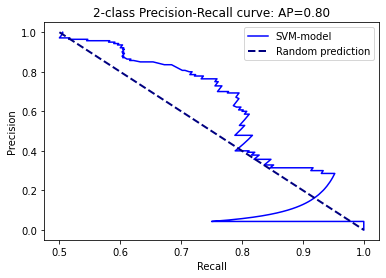 2-class Precision-Recall curve: AP=0.80
SVM-model
Random prediction
Precision
1.0
0.8
0.6
0.4
0.2
0.0
0.5 0.6 0.7 0.8 0.9 1.0
Recall